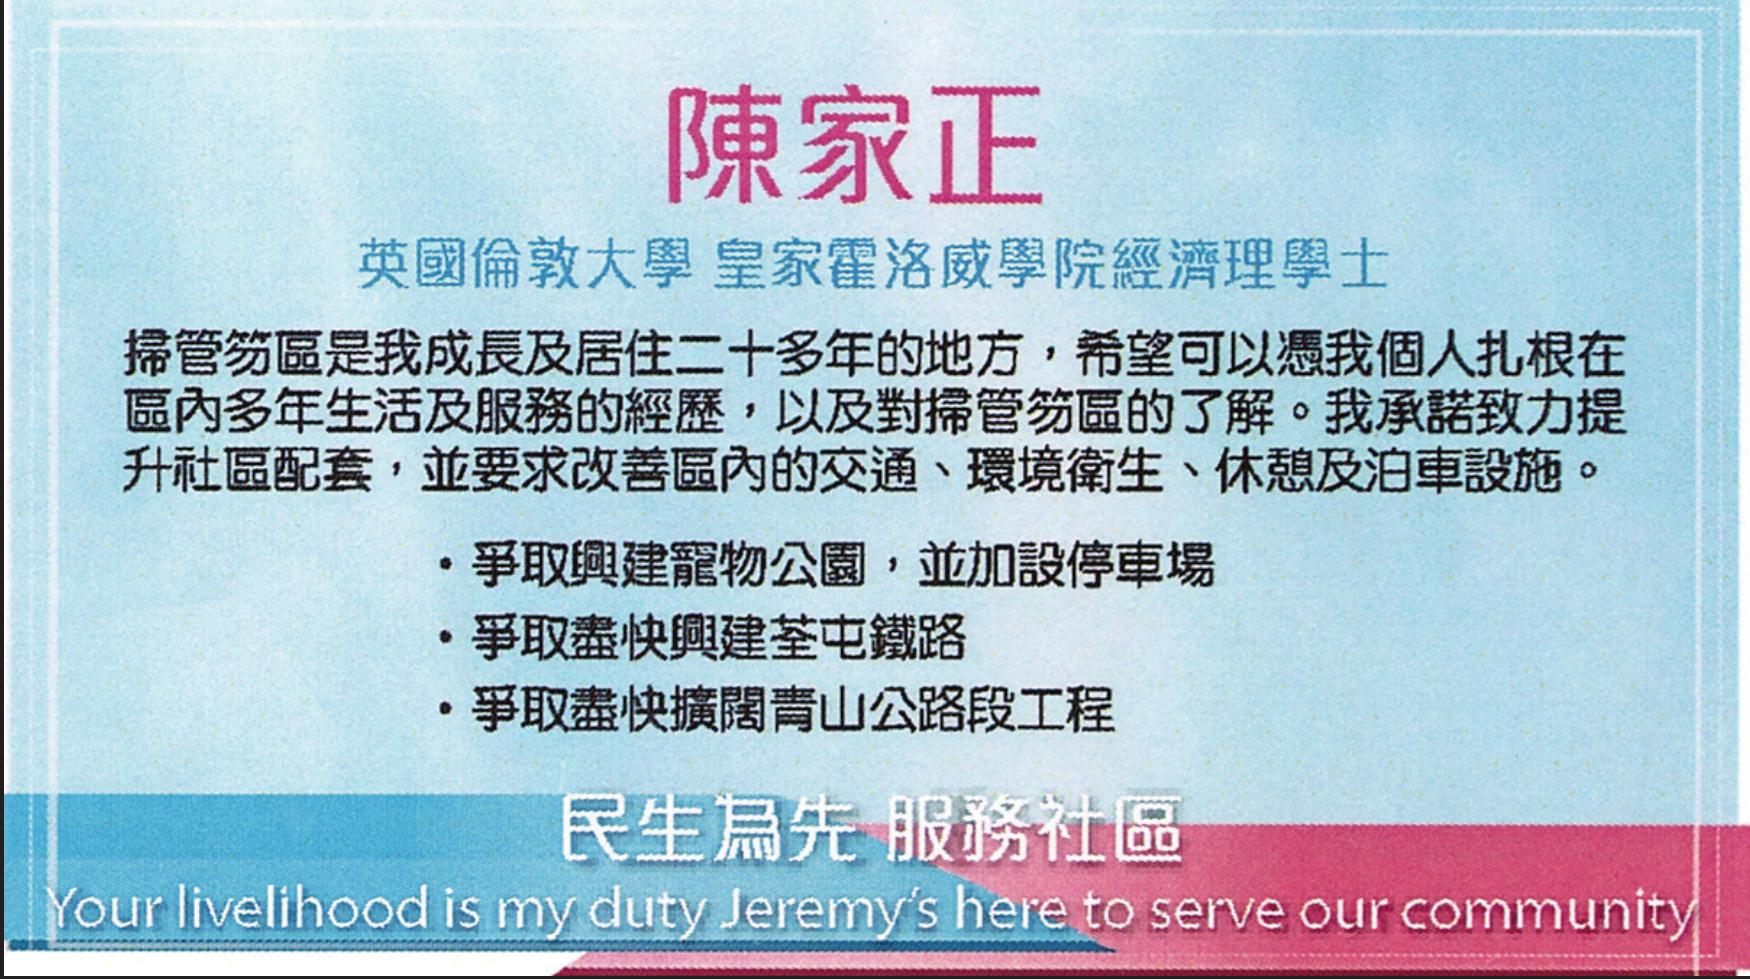 陳家正
英國倫敦大學 皇家霍洛威學院經濟理學士
掃管笏區是我成長及居住二十多年的地方，希望可以憑我個人扎根在
區內多年生活及服務的經歷，以及對掃管笏區的了解。我承諾致力提
升社區配套，並要求改善區內的交通、環境衛生、休憩及泊車設施。
・爭取興建寵物公園，並加設停車場
・爭取盡快興建荃屯鐵路
・爭取盡快擴闊青山公路段工程
民生為先 服務社區
Your livelihood is my duty Jeremy's here to serve our community